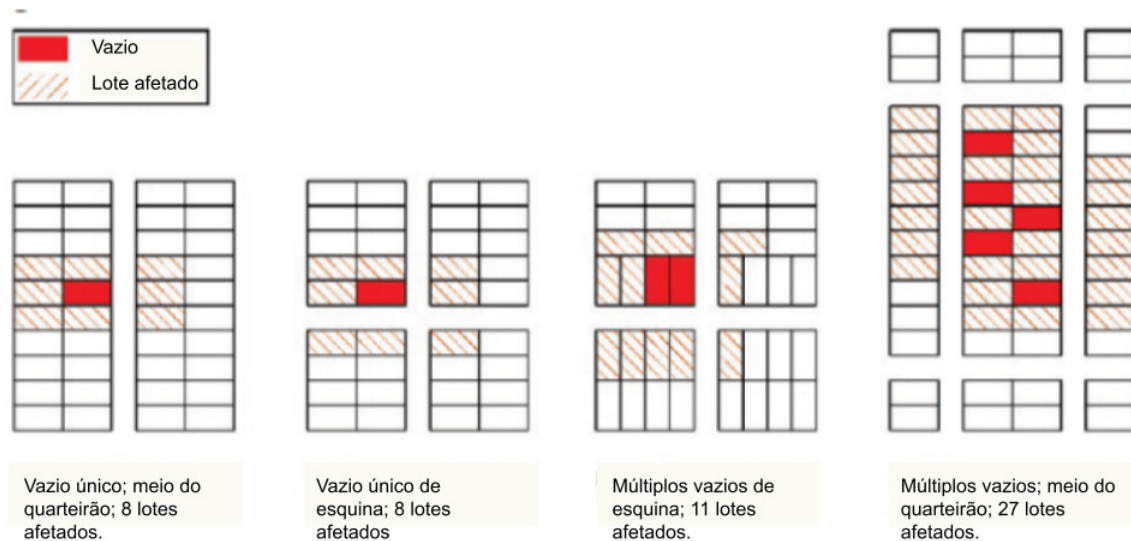 Vazio
Lote afetado
Vazio único; meio do
quarteirão; 8 lotes
afetados.
Vazio único de
esquina; 8 lotes
afetados
Múltiplos vazios de
esquina; 11 lotes
afetados.
Múltiplos vazios; meio do
quarteirão; 27 lotes
afetados.